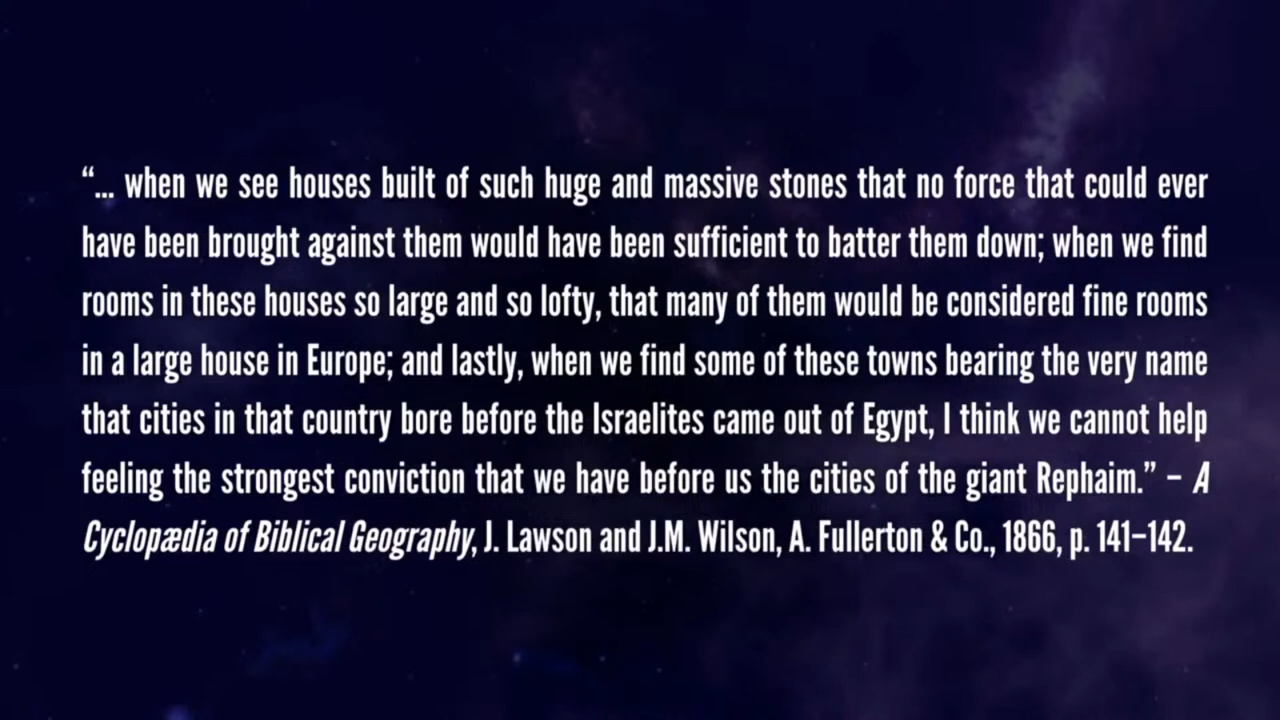 “... when we see houses built of such huge and massive stones that no force that could ever
have been brought against them would have been sufficient to batter them down; when we find
rooms in these houses so large and so lofty, that many of them would be considered fine rooms
in a large house in Europe; and lastly, when we find some of these towns bearing the very name
that cities in that country bore before the Israelites came out of Egypt, I think we cannot help
feeling the strongest conviction that we have before us the cities of the giant Rephaim.” – A
Cyclopædia of Biblical Geography, J. Lawson and J.M. Wilson, A. Fullerton & Co., 1866, p. 141–142.